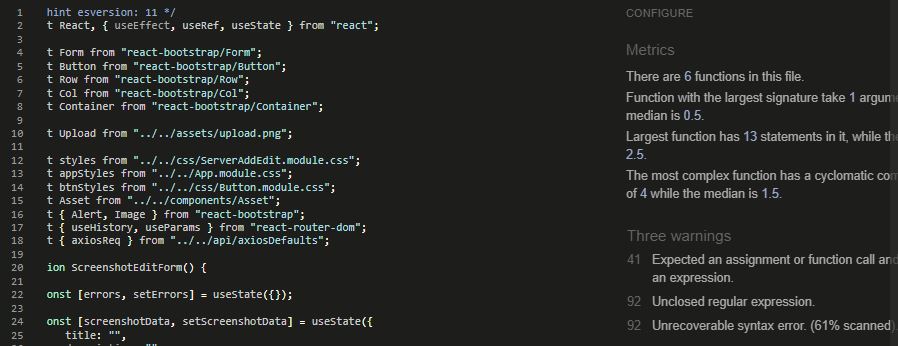 1 hint esversion: 11 */
2 t React, { useEffect, useRef, useState } from "react";
3
4 t Form from "react-bootstrap/Form";
5 t Button from "react-bootstrap/Button";
6 t Row from "react-bootstrap/Row";
7 t Col from "react-bootstrap/Col";
8 t Container from "react-bootstrap/Container";
9
10 t Upload from "../../assets/upload.png";
11
12 t styles from "../../css/ServerAddEdit.module.css";
13 t appStyles from "../../App.module.css";
14 t btnStyles from "../../css/Button.module.css";
15 t Asset from "../../components/Asset";
16 t { Alert, Image } from "react-bootstrap";
17 t { useHistory, useParams } from "react-router-dom";
18 t { axiosReq } from "../../api/axiosDefaults";
19
20 ion ScreenshotEditForm() {
21
22 onst [errors, setErrors] = useState({});
23
24 onst [screenshotData, setScreenshotData] = useState({
25 title: "",
CONFIGURE
Metrics
There are 6 functions in this file.
Function with the largest signature take 1 argum
median is 0.5.
Largest function has 13 statements in it, while th
2.5.
The most complex function has a cyclomatic com
of 4 while the median is 1.5.
Three warnings
41 Expected an assignment or function call and
an expression.
92 Unclosed regular expression.
92 Unrecoverable syntax error. (61% scanned).